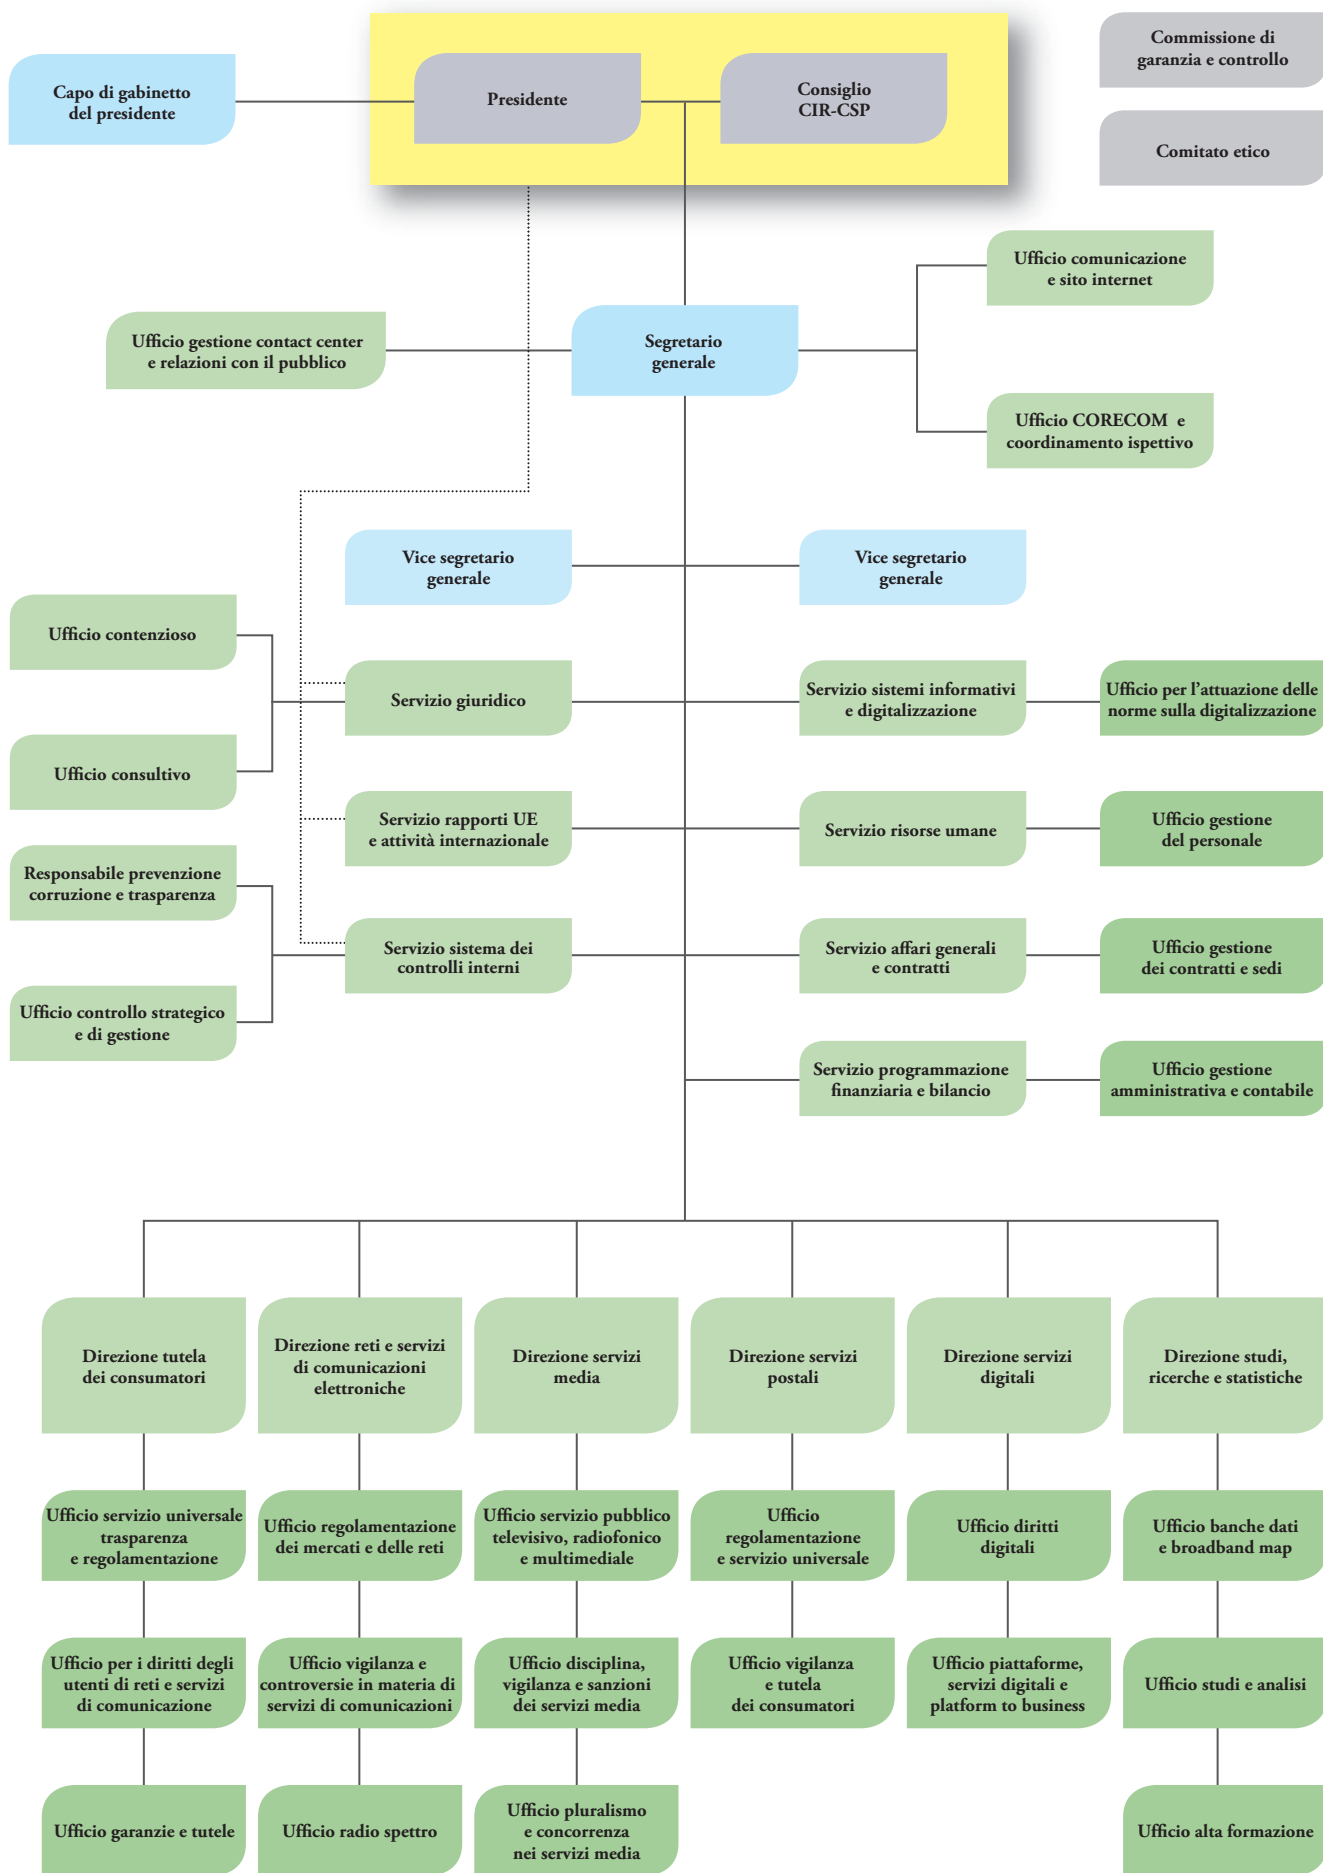 Commissione di
garanzia e controllo
Capo di gabinetto
del presidente
Presidente
Consiglio
CIR-CSP
Comitato etico
Ufficio comunicazione
e sito internet
Ufficio gestione contact center
e relazioni con il pubblico
Segretario
generale
Ufficio CORECOM e
coordinamento ispettivo
Vice segretario
generale
Vice segretario
generale
Ufficio contenzioso
Servizio giuridico
Servizio sistemi informativi
e digitalizzazione
Ufficio per l'attuazione delle
norme sulla digitalizzazione
Ufficio consultivo
Servizio rapporti UE
e attività internazionale
Servizio risorse umane
Ufficio gestione
del personale
Responsabile prevenzione
corruzione e trasparenza
Servizio sistema dei
controlli interni
Servizio affari generali
e contratti
Ufficio gestione
dei contratti e sedi
Ufficio controllo strategico
e di gestione
Servizio programmazione
finanziaria e bilancio
Ufficio gestione
amministrativa e contabile
Direzione tutela
dei consumatori
Direzione reti e servizi
di comunicazioni
elettroniche
Direzione servizi
media
Direzione servizi
postali
Direzione servizi
digitali
Direzione studi,
ricerche e statistiche
Ufficio servizio universale
trasparenza
e regolamentazione
Ufficio regolamentazione
dei mercati e delle reti
Ufficio servizio pubblico
televisivo, radiofonico
e multimediale
Ufficio
regolamentazione
e servizio universale
Ufficio diritti
digitali
Ufficio banche dati
e broadband map
Ufficio per i diritti degli
utenti di reti e servizi
di comunicazione
Ufficio vigilanza e
controversie in materia di
servizi di comunicazioni
Ufficio disciplina,
vigilanza e sanzioni
dei servizi media
Ufficio vigilanza
e tutela
dei consumatori
Ufficio piattaforme,
servizi digitali e
platform to business
Ufficio studi e analisi
Ufficio garanzie e tutele
Ufficio radio spettro
Ufficio pluralismo
e concorrenza
nei servizi media
Ufficio alta formazione